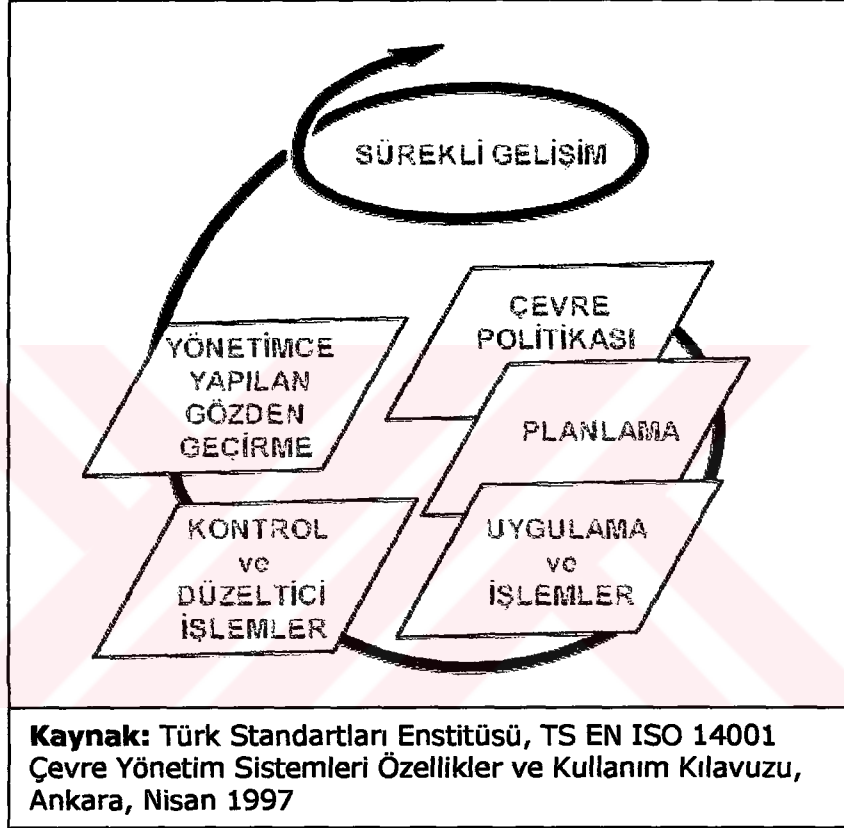 SÜREKLİ GELİŞİM
ÇEVRE
POLİTİKASI
PLANLAMA
UYGULAMA
ve
İŞLEMLER
KONTROL
ve
DÜZELTİCİ
İŞLEMLER
YÖNETİMCE
YAPILAN
GÖZDEN
GEÇİRME
Kaynak: Türk Standartları Enstitüsü, TS EN ISO 14001
Çevre Yönetim Sistemleri Özellikler ve Kullanım Kılavuzu,
Ankara, Nisan 1997